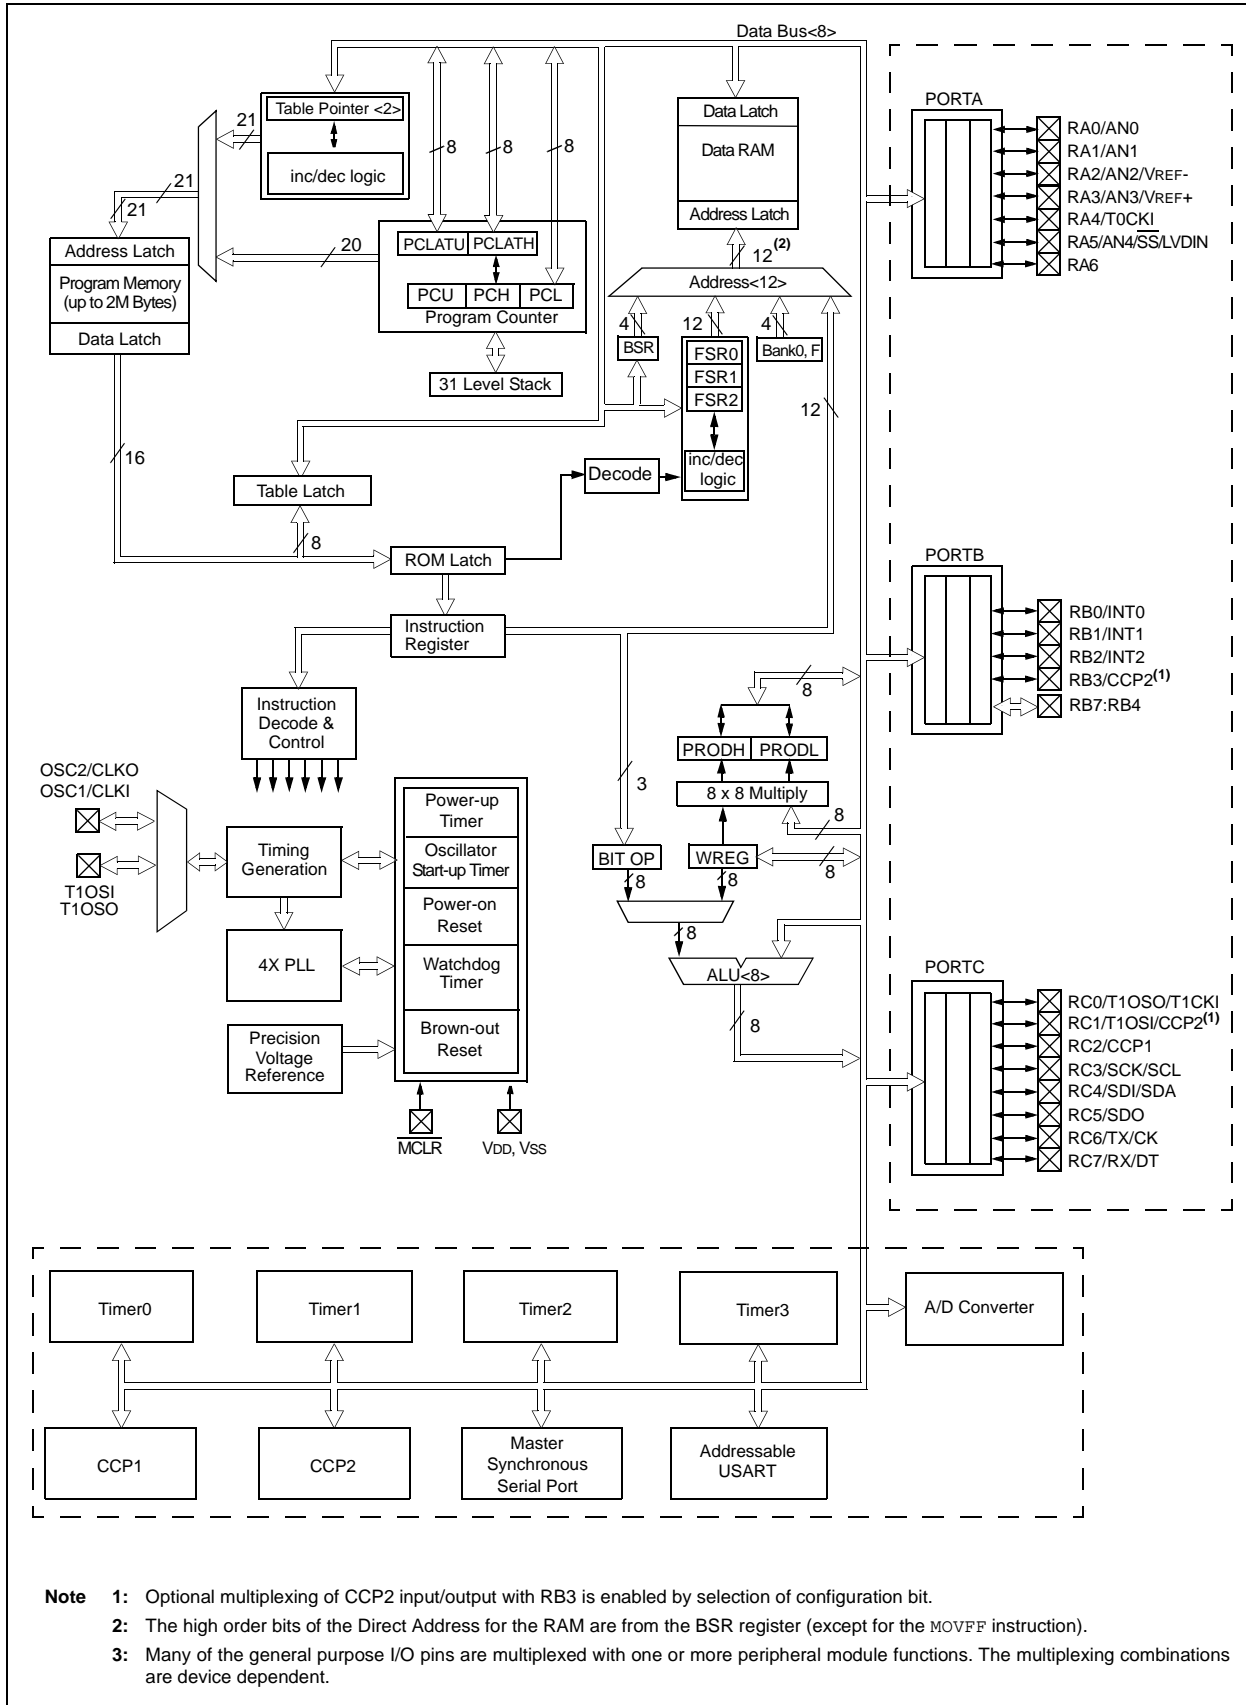 Data Bus<8>
Table Pointer <2>
21
inc/dec logic
21
21
20
8
8
8
PCLATU
PCLATH
PCU
PCH
PCL
Program Counter
31 Level Stack
Address Latch
Program Memory
(up to 2M Bytes)
Data Latch
16
Table Latch
8
Data Latch
Data RAM
Address Latch
12(2)
Address<12>
4
12
4
BSR
FSR0
FSR1
FSR2
Bank0, F
12
inc/dec
logic
Decode
ROM Latch
Instruction
Register
Instruction
Decode &
Control
OSC2/CLKO
OSC1/CLKI
T1OSI
T1OSO
Timing
Generation
4X PLL
Precision
Voltage
Reference
Power-up
Timer
Oscillator
Start-up Timer
Power-on
Reset
Watchdog
Timer
Brown-out
Reset
MCLR
VDD, VSS
8
PRODH
PRODL
8 x 8 Multiply
3
8
BIT OP
WREG
8
8
8
8
ALU<8>
8
PORTA
RA0/AN0
RA1/AN1
RA2/AN2/VREF-
RA3/AN3/VREF+
RA4/T0CKI
RA5/AN4/SS/LVDIN
RA6
PORTB
RB0/INT0
RB1/INT1
RB2/INT2
RB3/CCP2(1)
RB7:RB4
PORTC
RC0/T1OSO/T1CKI
RC1/T1OSI/CCP2(1)
RC2/CCP1
RC3/SCK/SCL
RC4/SDI/SDA
RC5/SDO
RC6/TX/CK
RC7/RX/DT
Timer0
Timer1
Timer2
Timer3
A/D Converter
CCP1
CCP2
Master
Synchronous
Serial Port
Addressable
USART
Note 1: Optional multiplexing of CCP2 input/output with RB3 is enabled by selection of configuration bit.
2: The high order bits of the Direct Address for the RAM are from the BSR register (except for the MOVFF instruction).
3: Many of the general purpose I/O pins are multiplexed with one or more peripheral module functions. The multiplexing combinations
are device dependent.